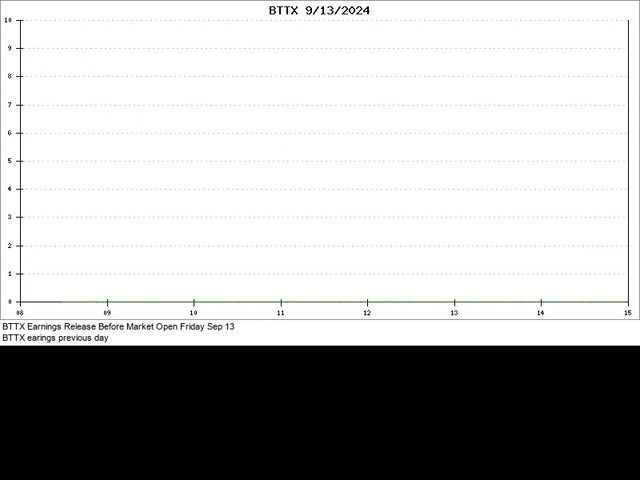 BTTX 9/13/2024
10
9
8
7
6
5
4
3
2
1
0
08 09 10 11 12 13 14 15
BTTX Earnings Release Before Market Open Friday Sep 13
BTTX earings previous day